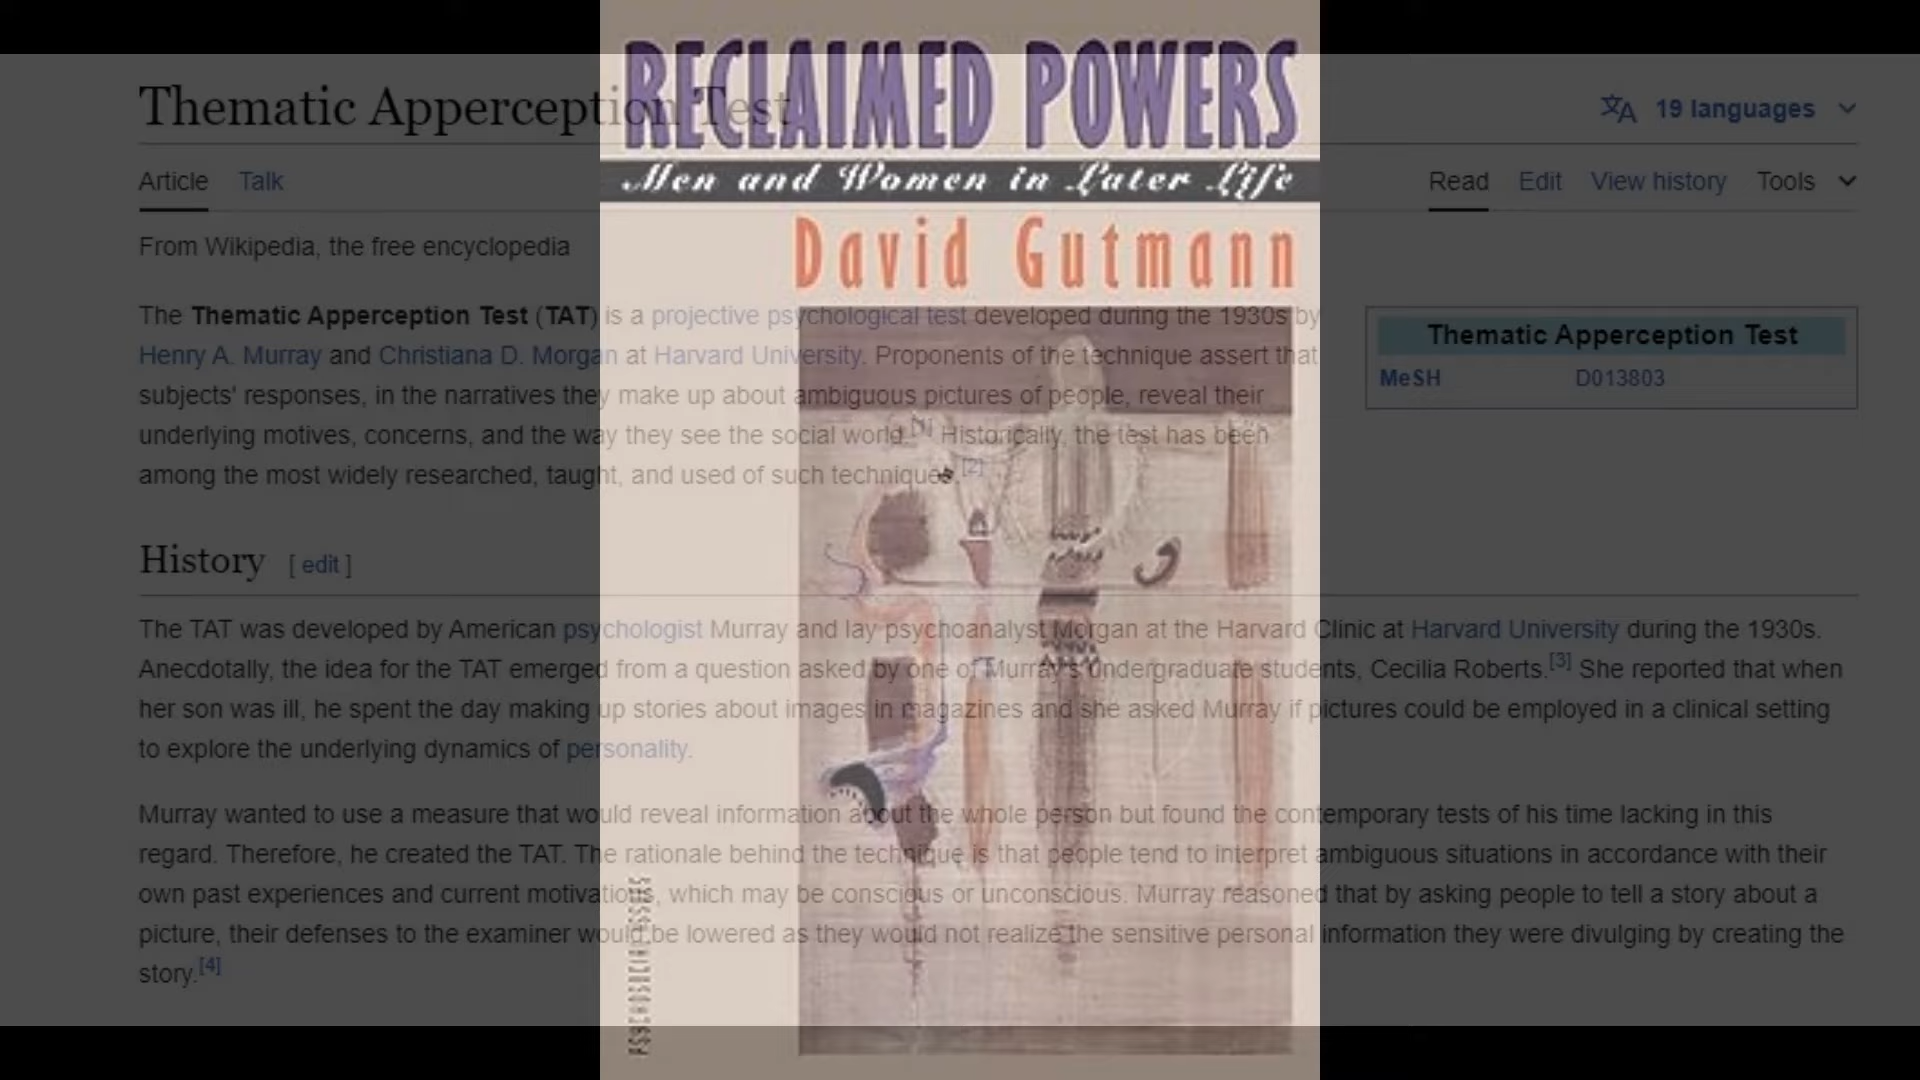 RECLAIMED POWERS
Men and Women in Later Life
David Gutmann
PSYCHOSOCIAL ISSUES
Thematic Apperception Test
19 languages
Article Talk
Read Edit View history Tools
From Wikipedia, the free encyclopedia
The Thematic Apperception Test (TAT) is a projective psychological test developed during the 1930s by
Henry A. Murray and Christiana D. Morgan at Harvard University. Proponents of the technique assert that
subjects' responses, in the narratives they make up about ambiguous pictures of people, reveal their
underlying motives, concerns, and the way they see the social world.[1] Historically, the test has been
among the most widely researched, taught, and used of such techniques.[2]
Thematic Apperception Test
MeSH D013803
History [ edit ]
The TAT was developed by American psychologist Murray and lay psychoanalyst Morgan at the Harvard Clinic at Harvard University during the 1930s.
Anecdotally, the idea for the TAT emerged from a question asked by one of Murray's undergraduate students, Cecilia Roberts.[3] She reported that when
her son was ill, he spent the day making up stories about images in magazines and she asked Murray if pictures could be employed in a clinical setting
to explore the underlying dynamics of personality.
Murray wanted to use a measure that would reveal information about the whole person but found the contemporary tests of his time lacking in this
regard. Therefore, he created the TAT. The rationale behind the technique is that people tend to interpret ambiguous situations in accordance with their
own past experiences and current motivations, which may be conscious or unconscious. Murray reasoned that by asking people to tell a story about a
picture, their defenses to the examiner would be lowered as they would not realize the sensitive personal information they were divulging by creating the
story.[4]